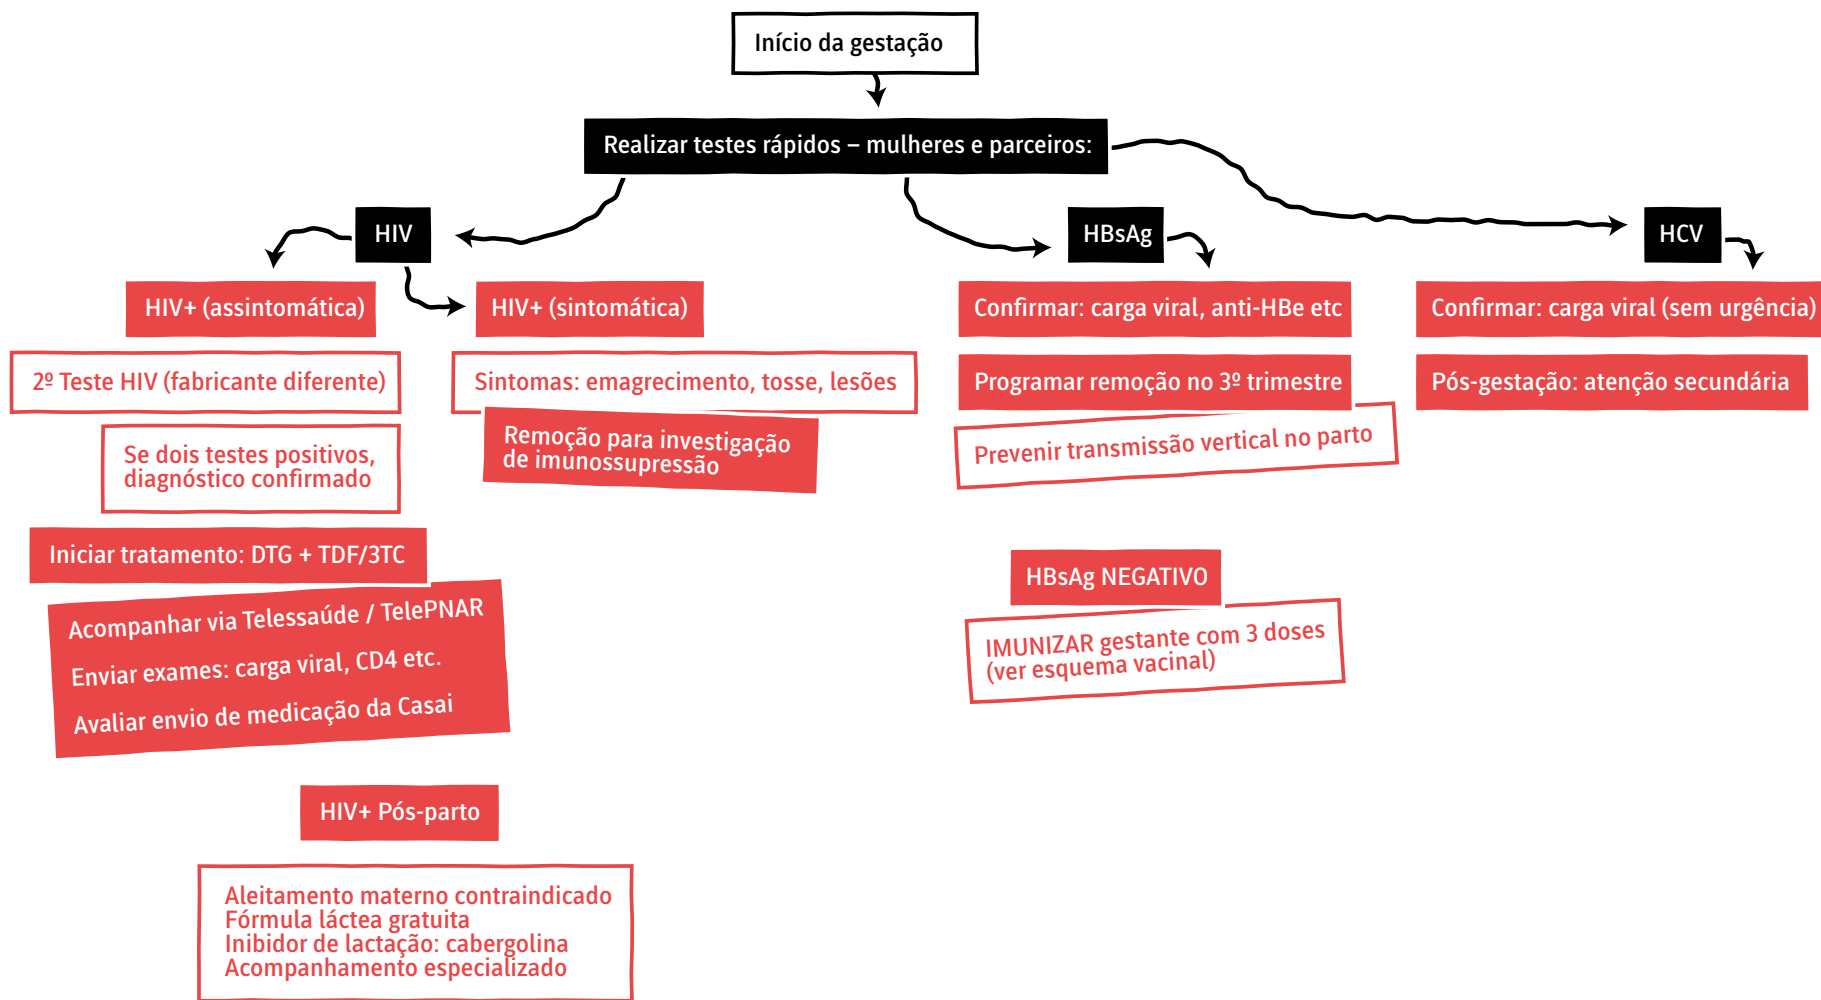 Início da gestação
Realizar testes rápidos – mulheres e parceiros:
HIV
HIV+ (assintomática)
2º Teste HIV (fabricante diferente)
Se dois testes positivos,
diagnóstico confirmado
Iniciar tratamento: DTG + TDF/3TC
Acompanhar via Telessaúde / TelePNAR
Enviar exames: carga viral, CD4 etc.
Avaliar envio de medicação da Casai
HIV+ (sintomática)
Sintomas: emagrecimento, tosse, lesões
Remoção para investigação
de imunossupressão
HIV+ Pós-parto
Aleitamento materno contraindicado
Fórmula láctea gratuita
Inibidor de lactação: cabergolina
Acompanhamento especializado
HBsAg
Confirmar: carga viral, anti-HBe etc
Programar remoção no 3º trimestre
Prevenir transmissão vertical no parto
HBsAg NEGATIVO
IMUNIZAR gestante com 3 doses
(ver esquema vacinal)
HCV
Confirmar: carga viral (sem urgência)
Pós-gestação: atenção secundária